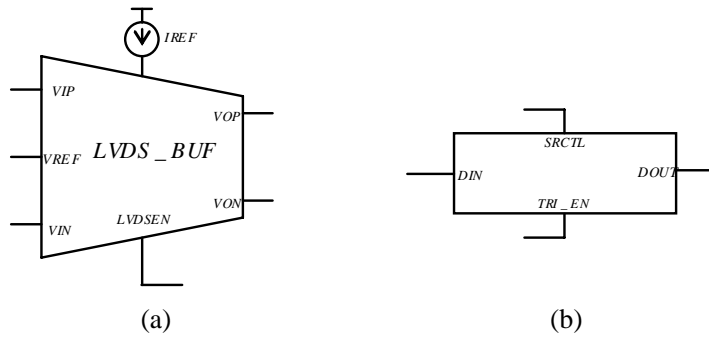 IREF
VIP
VOP
VREF
LVDS_BUF
SRCTL
DIN
DOUT
TRI_EN
VON
LVDSEN
VIN
(a)
(b)